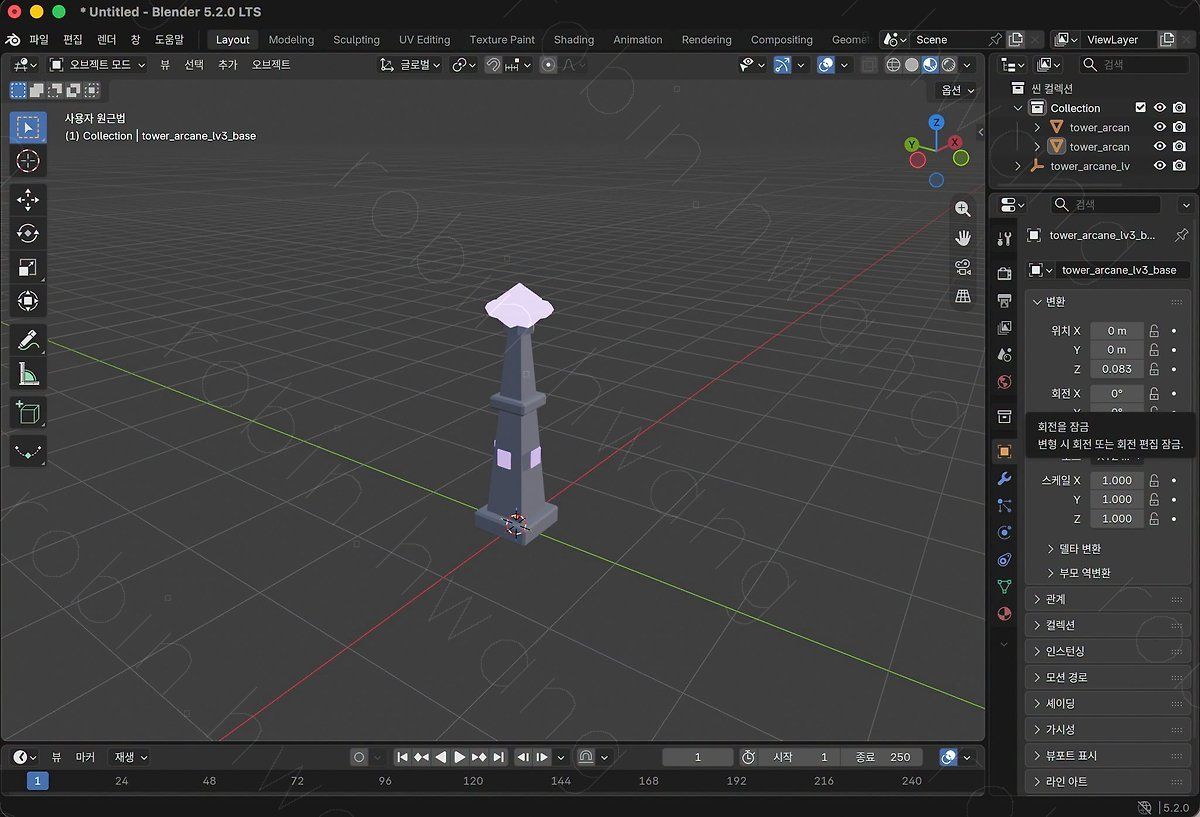 * Untitled - Blender 5.2.0 LTS
파일 편집 렌더 창 도움말 Layout Modeling Sculpting UV Editing Texture Paint Shading Animation Rendering Compositing Geome Scene ViewLayer
오브젝트 모드 뷰 선택 추가 오브젝트 글로벌 검색
옵션
사용자 원근법
(1) Collection | tower_arcane_lv3_base
Z
Y
X
씬 컬렉션
Collection
tower_arcan
tower_arcan
tower_arcane_lv
검색
tower_arcane_lv3_b...
tower_arcane_lv3_base
변환
위치 X 0 m
Y 0 m
Z 0.083
회전 X 0°
회전을 잠금
변형 시 회전 또는 회전 편집 잠금.
스케일 X 1.000
Y 1.000
Z 1.000
델타 변환
부모 역변환
관계
컬렉션
인스턴싱
모션 경로
셰이딩
가시성
뷰포트 표시
라인 아트
뷰 마커 재생 1 시작 1 종료 250
1 24 48 72 96 120 144 168 192 216 240
5.2.0